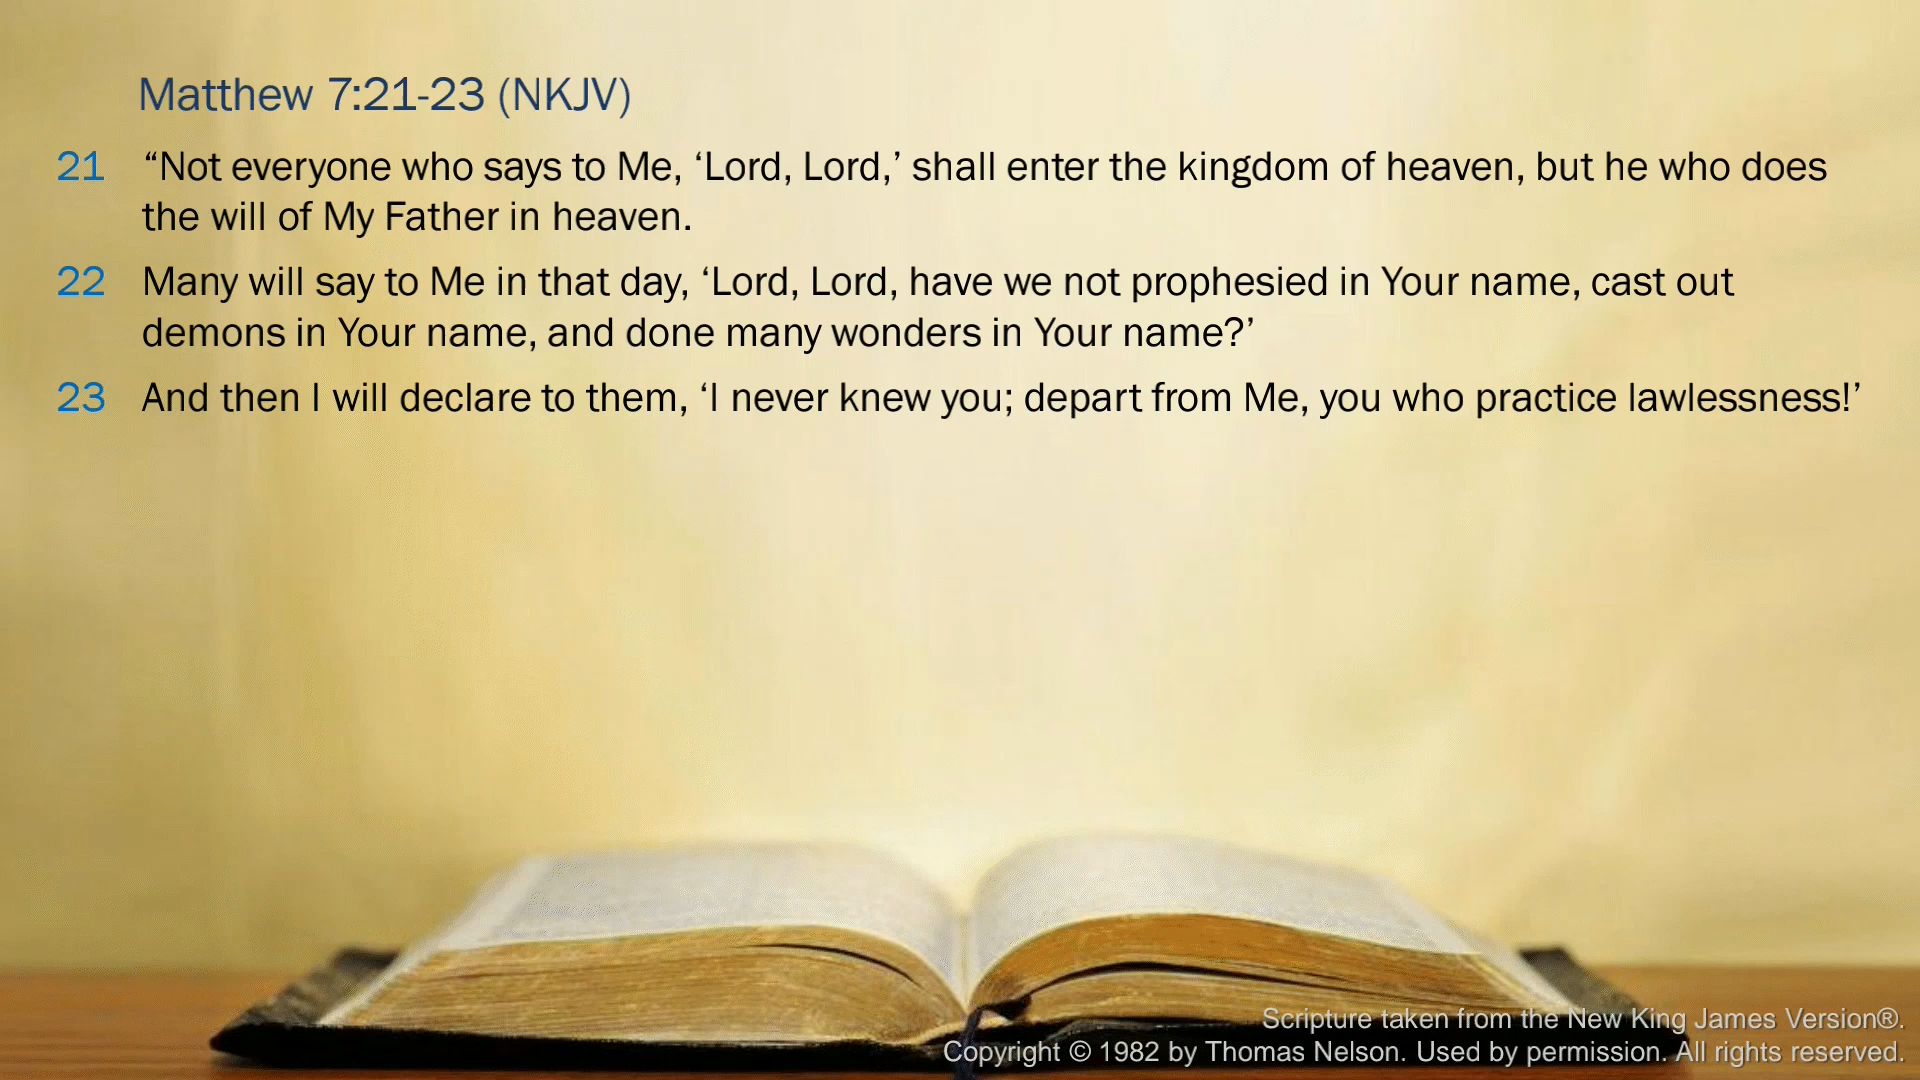 Matthew 7:21-23 (NKJV)
21 “Not everyone who says to Me, ‘Lord, Lord,’ shall enter the kingdom of heaven, but he who does
the will of My Father in heaven.
22 Many will say to Me in that day, ‘Lord, Lord, have we not prophesied in Your name, cast out
demons in Your name, and done many wonders in Your name?’
23 And then I will declare to them, ‘I never knew you; depart from Me, you who practice lawlessness!’
Scripture taken from the New King James Version®.
Copyright © 1982 by Thomas Nelson. Used by permission. All rights reserved.